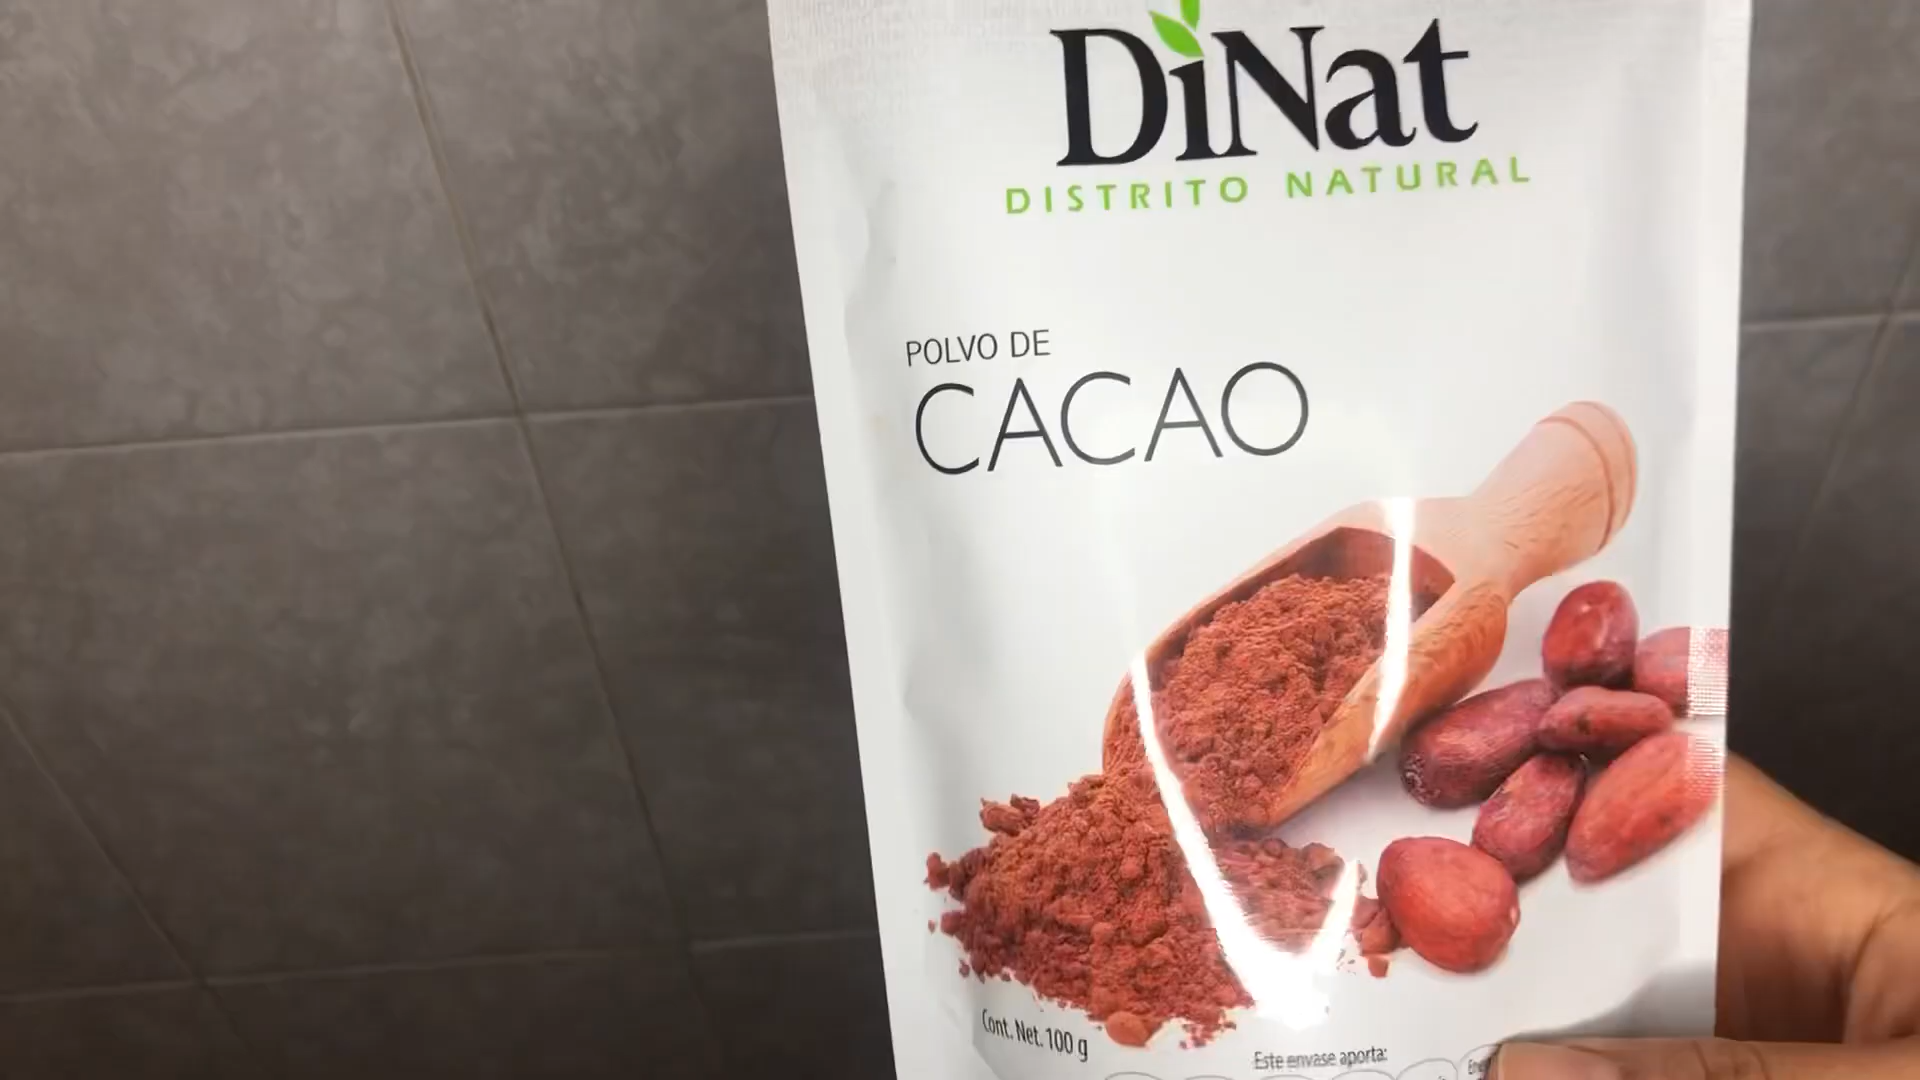 DiNat
DISTRITO NATURAL
POLVO DE
CACAO
Cont. Net. 100 g
Este envase aporta: